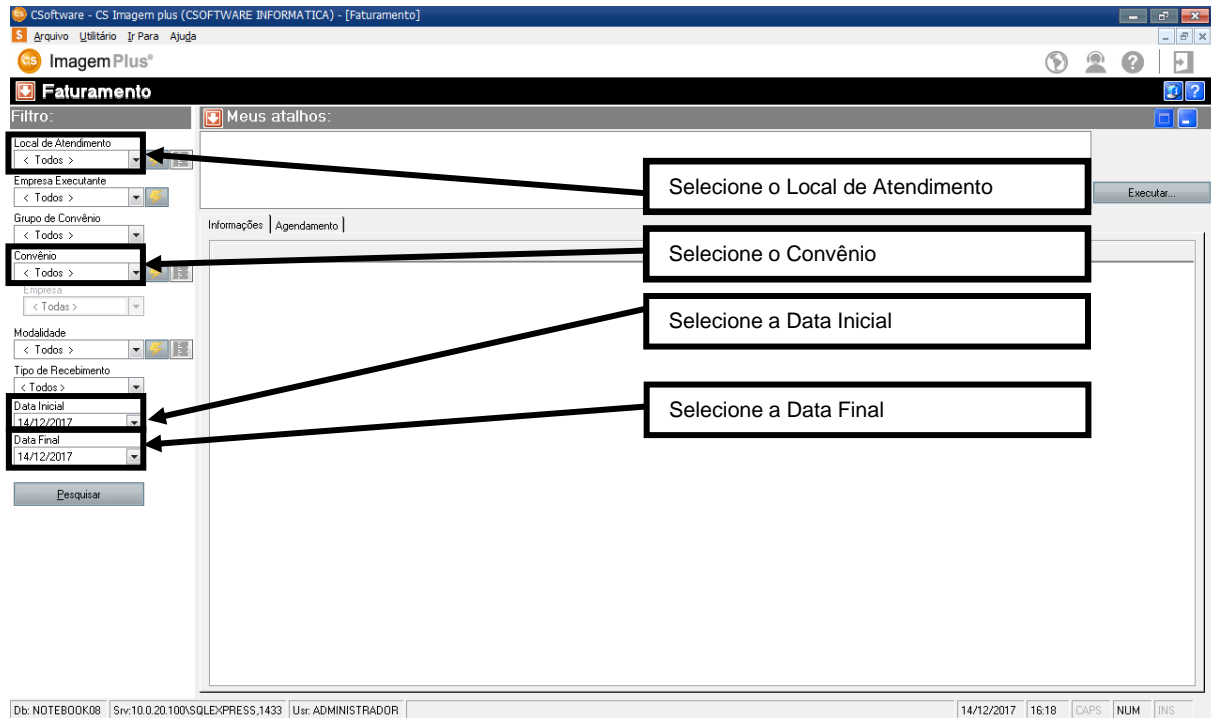 CSoftware - CS Imagem plus (CSOFTWARE INFORMATICA) - [Faturamento]
Arquivo Utilitário Ir Para Ajuda
CS ImagemPlus®
Faturamento
Filtro:
Meus atalhos:
Local de Atendimento
< Todos >
Empresa Executante
< Todos >
Grupo de Convênio
< Todos >
Convênio
< Todos >
Empresa
< Todas >
Modalidade
< Todos >
Tipo de Recebimento
< Todos >
Data Inicial
14/12/2017
Data Final
14/12/2017
Pesquisar
Selecione o Local de Atendimento
Executar...
Informações Agendamento
Selecione o Convênio
Selecione a Data Inicial
Selecione a Data Final
Db: NOTEBOOK08 Srv:10.0.20.100\SQLEXPRESS,1433 Usr: ADMINISTRADOR 14/12/2017 16:18 CAPS NUM INS